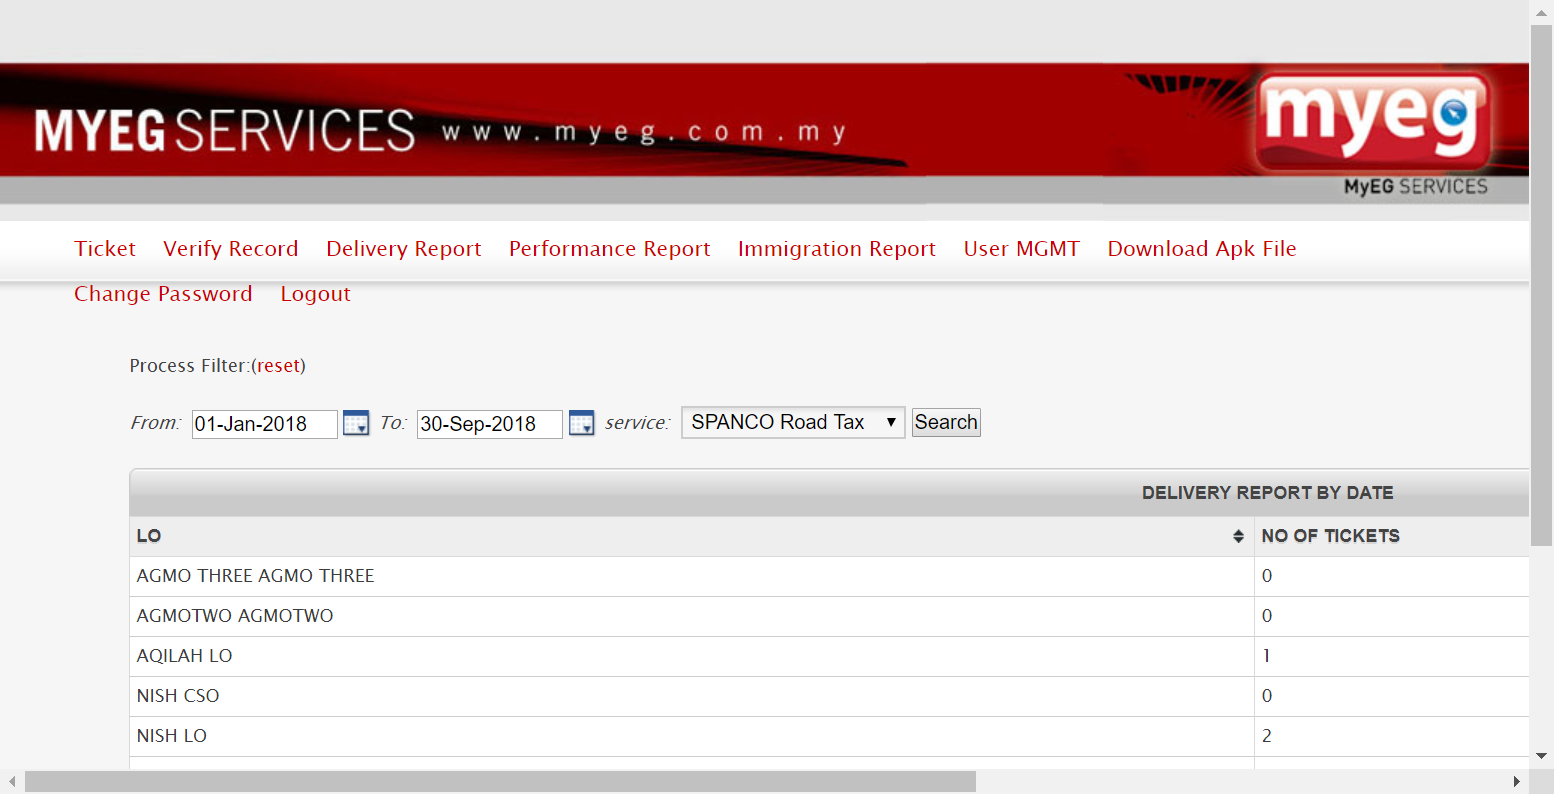 MYEG SERVICES www.myeg.com.my
myeg
MyEG SERVICES
Ticket Verify Record Delivery Report Performance Report Immigration Report User MGMT Download Apk File
Change Password Logout
Process Filter:(reset)
From: 01-Jan-2018 To: 30-Sep-2018 service: SPANCO Road Tax Search
DELIVERY REPORT BY DATE
LO NO OF TICKETS
AGMO THREE AGMO THREE 0
AGMOTWO AGMOTWO 0
AQILAH LO 1
NISH CSO 0
NISH LO 2